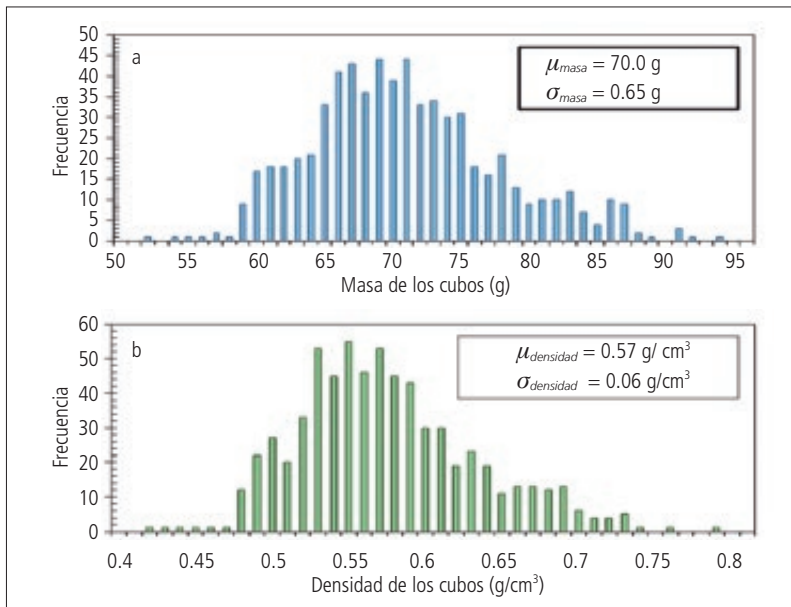 a
μmasa = 70.0 g
σmasa = 0.65 g
Frecuencia
50
45
40
35
30
25
20
15
10
5
0
50 55 60 65 70 75 80 85 90 95
Masa de los cubos (g)
b
μdensidad = 0.57 g/ cm³
σdensidad = 0.06 g/cm³
Frecuencia
60
50
40
30
20
10
0
0.4 0.45 0.5 0.55 0.6 0.65 0.7 0.75 0.8
Densidad de los cubos (g/cm³)